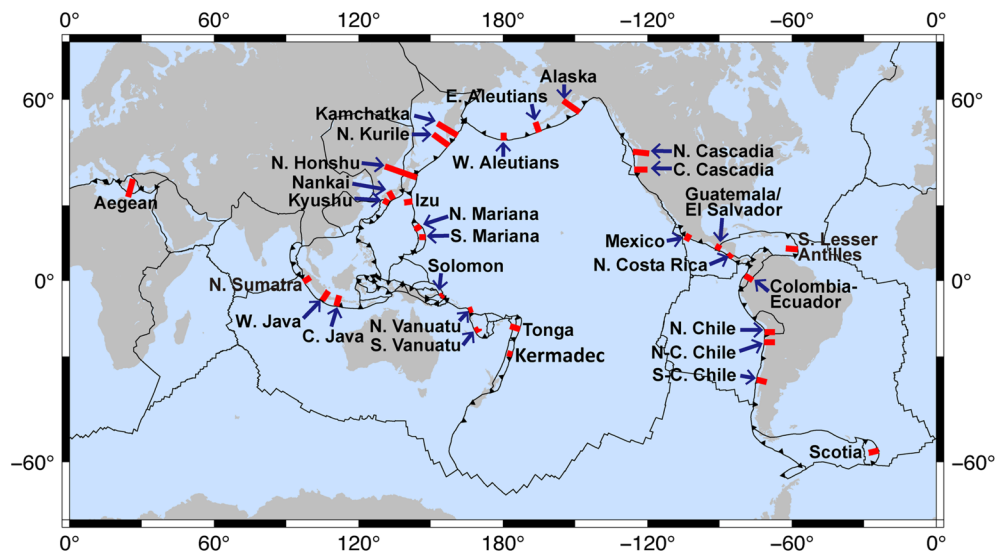 0° 60° 120° 180° −120° −60° 0°
Alaska
E. Aleutians
60° 60°
Kamchatka
N. Kurile
W. Aleutians
N. Cascadia
N. Honshu
C. Cascadia
Nankai
Guatemala/
Kyushu
Izu
El Salvador
Aegean
N. Mariana
S. Mariana
Mexico
S. Lesser
Antilles
Solomon
N. Costa Rica
0° 0°
N. Sumatra
Colombia-
Ecuador
W. Java
C. Java
N. Vanuatu
Tonga
N. Chile
S. Vanuatu
Kermadec
N-C. Chile
S-C. Chile
Scotia
−60° −60°
0° 60° 120° 180° −120° −60° 0°